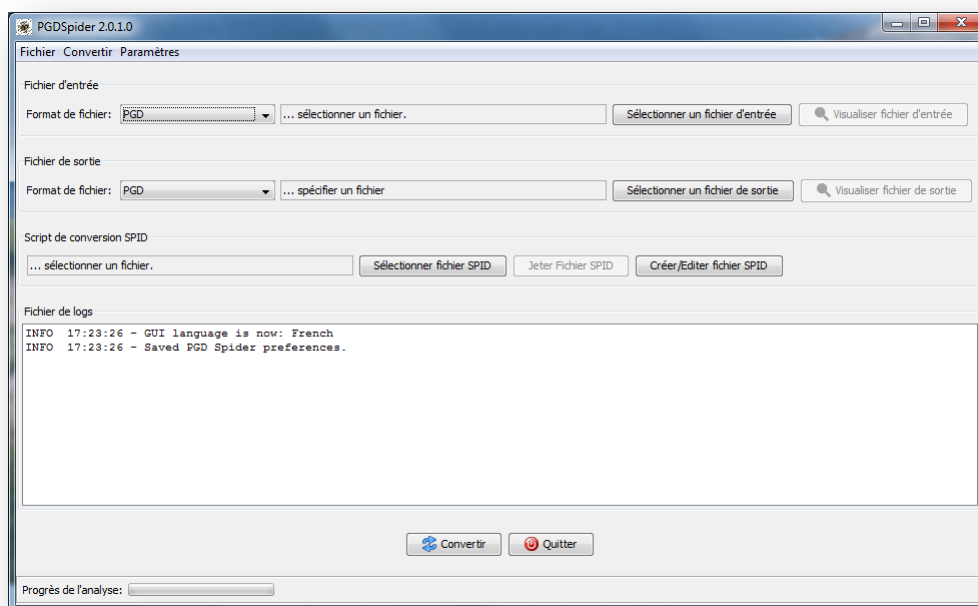 PGDSpider 2.0.1.0
Fichier Convertir Paramètres
Fichier d'entrée
Format de fichier: PGD ... sélectionner un fichier. Sélectionner un fichier d'entrée Visualiser fichier d'entrée
Fichier de sortie
Format de fichier: PGD ... spécifier un fichier Sélectionner un fichier de sortie Visualiser fichier de sortie
Script de conversion SPID
... sélectionner un fichier. Sélectionner fichier SPID Jeter Fichier SPID Créer/Editer fichier SPID
Fichier de logs
INFO 17:23:26 - GUI language is now: French
INFO 17:23:26 - Saved PGD Spider preferences.
Convertir Quitter
Progrès de l'analyse: